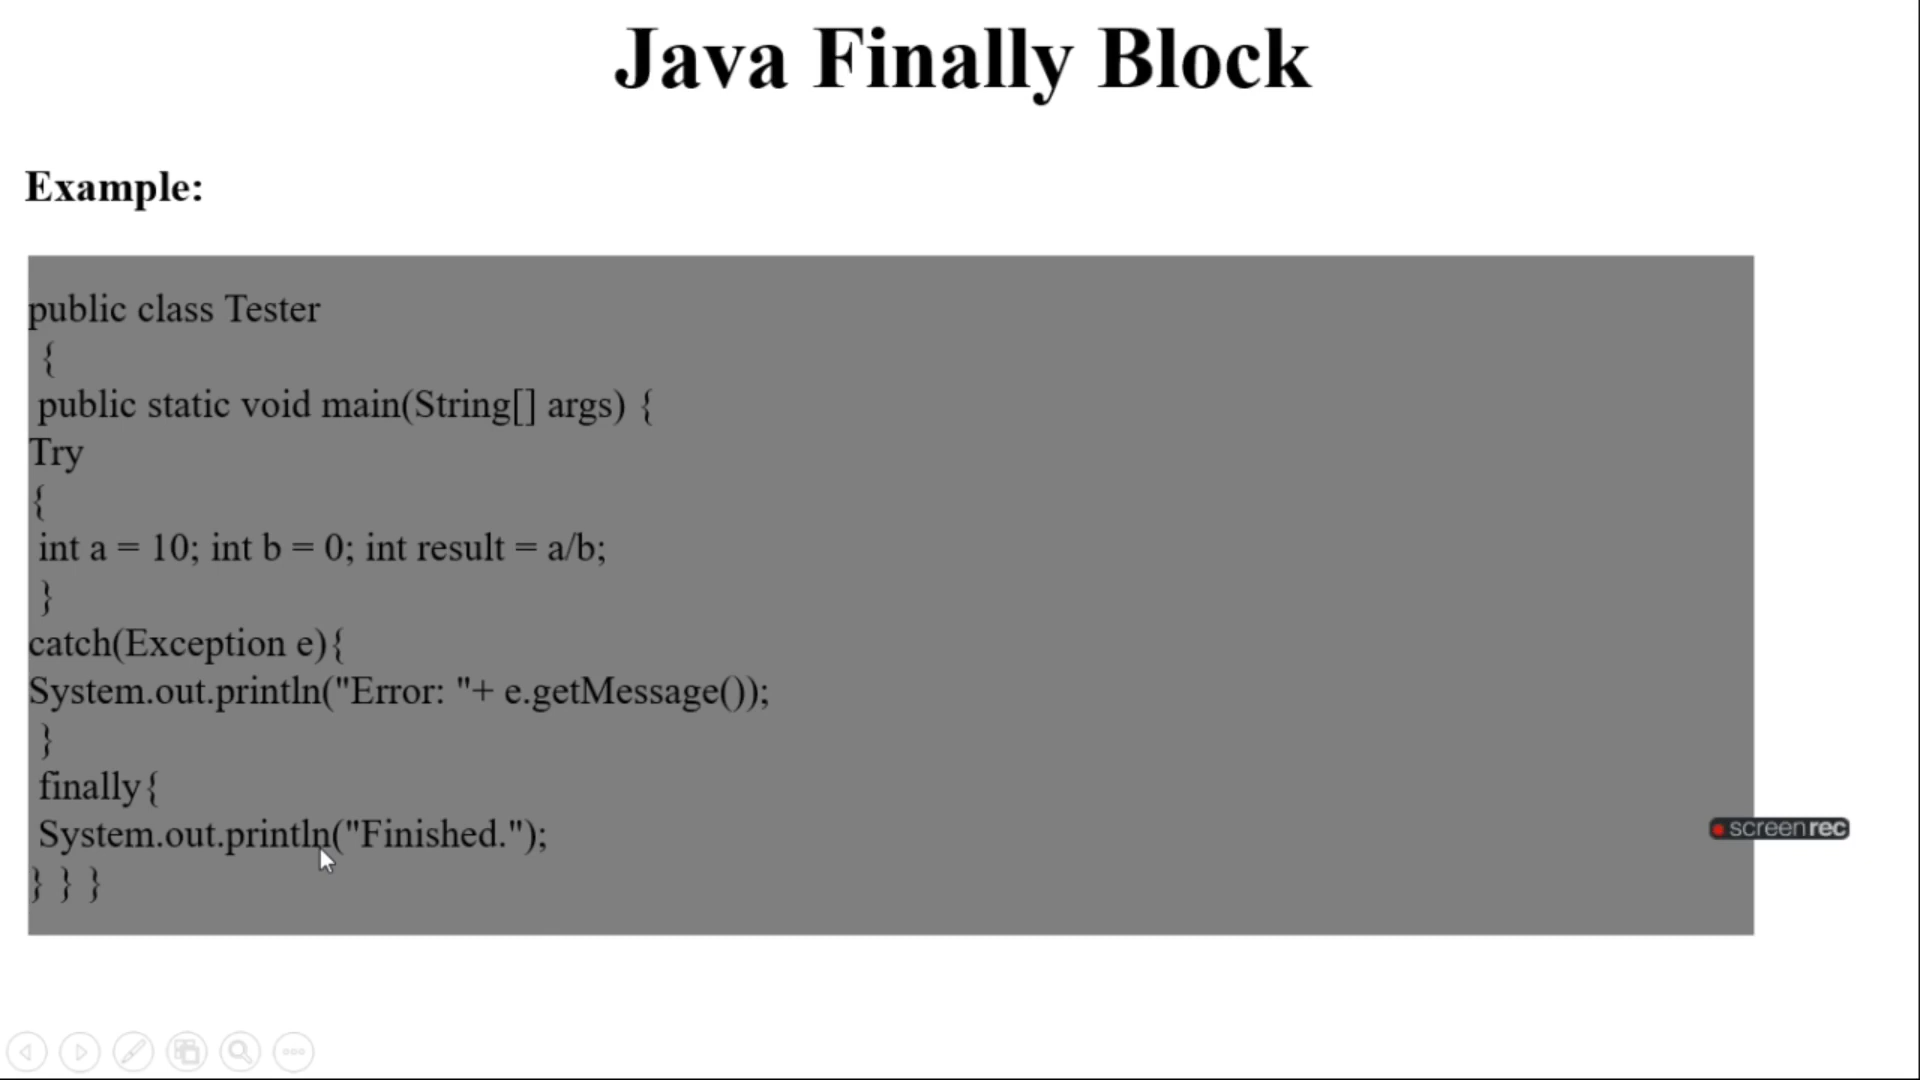 Java Finally Block
Example:
public class Tester
{
public static void main(String[] args) {
Try
{
int a = 10; int b = 0; int result = a/b;
}
catch(Exception e){
System.out.println("Error: "+ e.getMessage());
}
finally{
System.out.println("Finished.");
} } }
screenrec